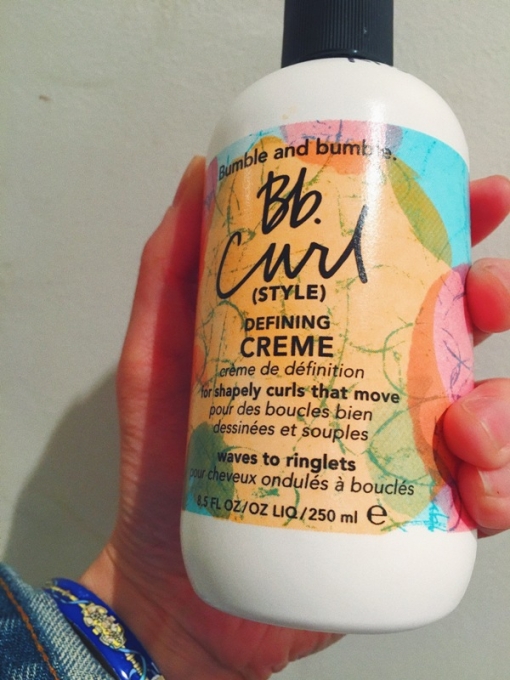 Bumble and bumble.
Bb.
Curl
(STYLE)
DEFINING
CREME
crème de définition
for shapely curls that move
pour des boucles bien
dessinées et souples
waves to ringlets
pour cheveux ondulés à bouclés
8.5 FL OZ/OZ LIQ/250 ml e